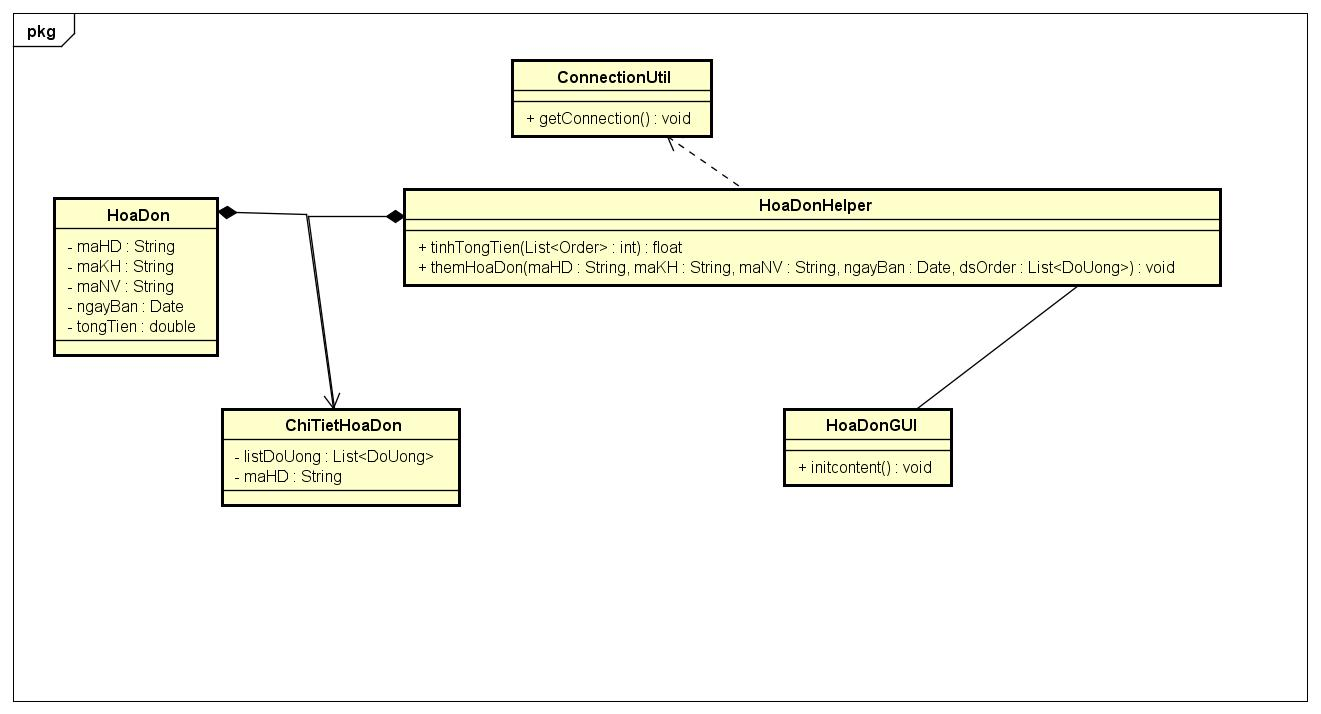 pkg
ConnectionUtil
+ getConnection() : void
HoaDon
- maHD : String
- maKH : String
- maNV : String
- ngayBan : Date
- tongTien : double
HoaDonHelper
+ tinhTongTien(List<Order> : int) : float
+ themHoaDon(maHD : String, maKH : String, maNV : String, ngayBan : Date, dsOrder : List<DoUong>) : void
ChiTietHoaDon
- listDoUong : List<DoUong>
- maHD : String
HoaDonGUI
+ initcontent() : void